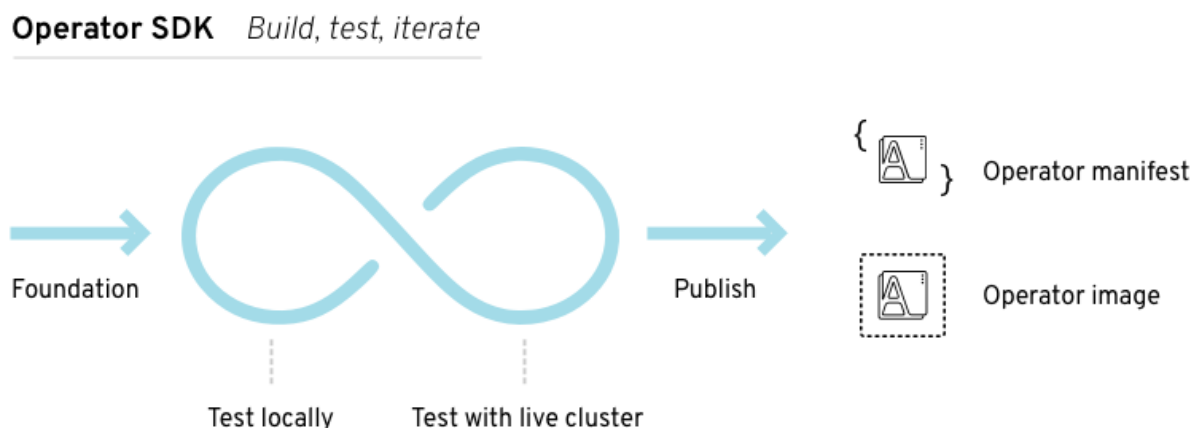 Operator SDK Build, test, iterate
{
}
Operator manifest
Foundation
Publish
Operator image
Test locally
Test with live cluster